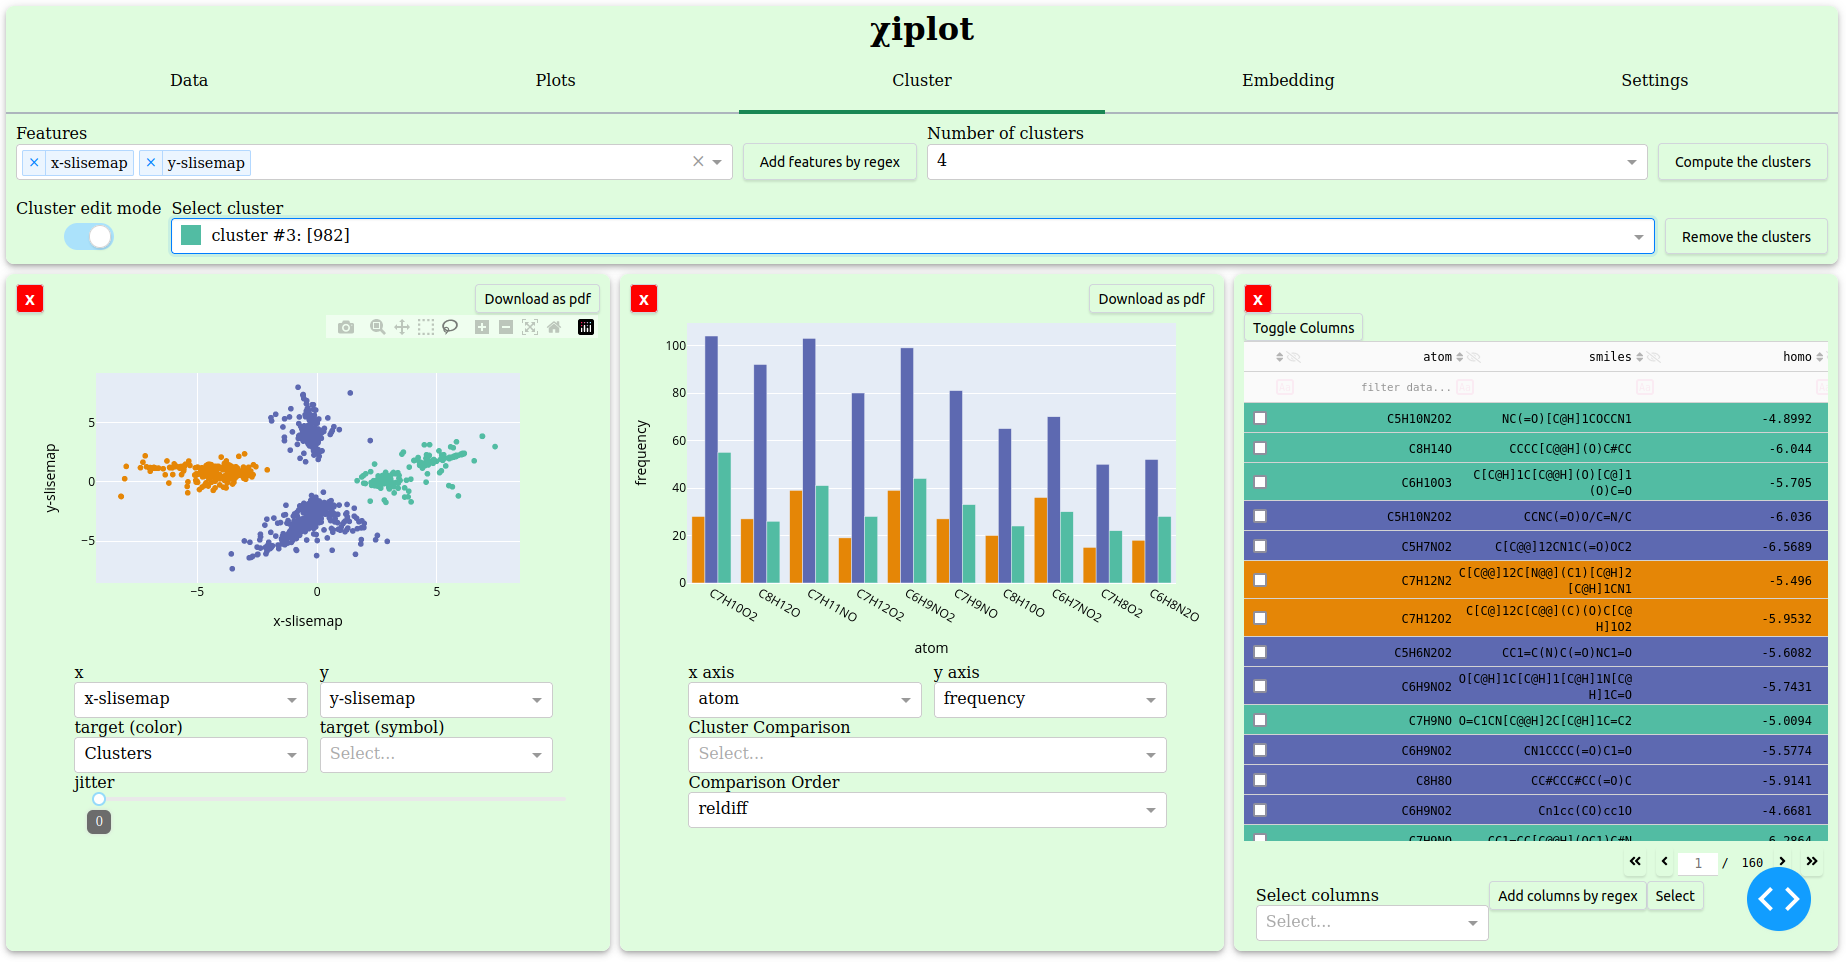 χiplot
Data Plots Cluster Embedding Settings
Features
× x-slisemap × y-slisemap
Add features by regex
Number of clusters
4
Compute the clusters
Cluster edit mode
Select cluster
cluster #3: [982]
Remove the clusters
X
Download as pdf
5
0
−5
−5 0 5
y-slisemap
x-slisemap
x
x-slisemap
y
y-slisemap
target (color)
Clusters
target (symbol)
Select...
jitter
0
X
Download as pdf
100
80
60
40
20
0
frequency
C7H10O2 C8H12O C7H11NO C7H12O2 C6H9NO2 C7H9NO C8H10O C6H7NO2 C7H8O2 C6H8N2O
atom
x axis
atom
y axis
frequency
Cluster Comparison
Select...
Comparison Order
reldiff
X
Toggle Columns
atom smiles homo
filter data...
C5H10N2O2 NC(=O)[C@H]1COCCN1 -4.8992
C8H14O CCCC[C@@H](O)C#CC -6.044
C6H10O3 C[C@H]1C[C@@H](O)[C@]1 -5.705
(O)C=O
C5H10N2O2 CCNC(=O)O/C=N/C -6.036
C5H7NO2 C[C@@]12CN1C(=O)OC2 -6.5689
C7H12N2 C[C@@]12C[N@@](C1)[C@H]2 -5.496
[C@H]1CN1
C7H12O2 C[C@]12C[C@@](C)(O)C[C@ -5.9532
H]1O2
C5H6N2O2 CC1=C(N)C(=O)NC1=O -5.6082
C6H9NO2 O[C@H]1C[C@H]1[C@H]1N[C@ -5.7431
H]1C=O
C7H9NO O=C1CN[C@@H]2C[C@H]1C=C2 -5.0094
C6H9NO2 CN1CCCC(=O)C1=O -5.5774
C8H8O CC#CCC#CC(=O)C -5.9141
C6H9NO2 Cn1cc(CO)cc1O -4.6681
C7H9NO CC1=CC[C@@H](OC1)C#N -6.2864
1 / 160
Select columns
Select...
Add columns by regex
Select